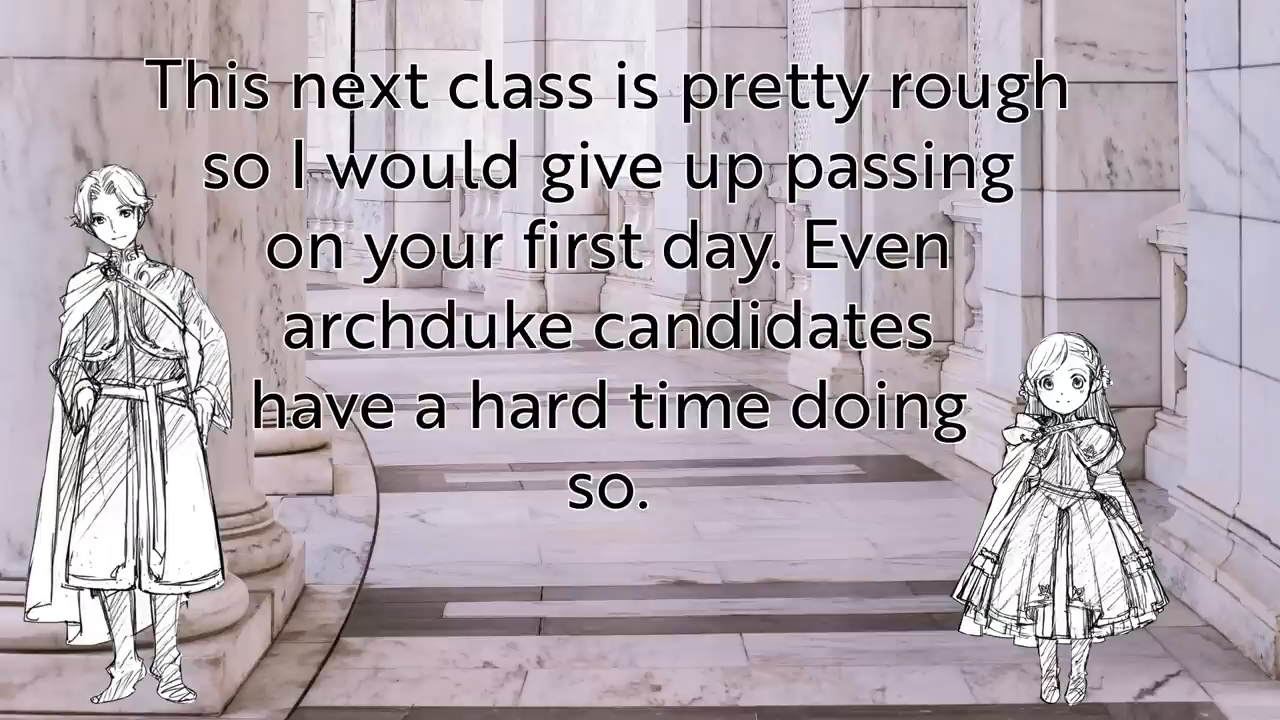 This next class is pretty rough
so I would give up passing
on your first day. Even
archduke candidates
have a hard time doing
so.